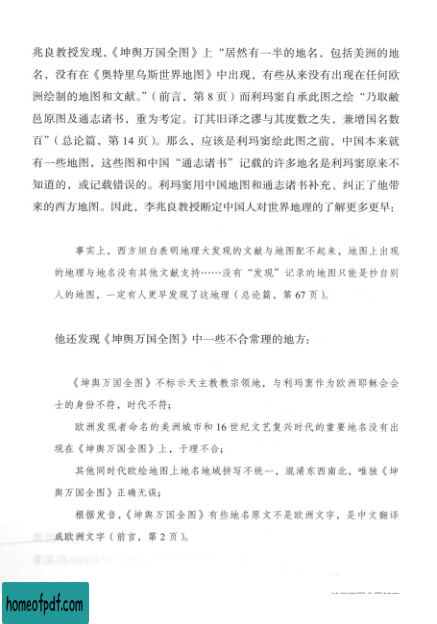 兆良教授发现，《坤舆万国全图》上“居然有一半的地名，包括美洲的地
名，没有在《奥特里乌斯世界地图》中出现，有些从来没有出现在任何欧
洲绘制的地图和文献。”（前言，第 8 页）而利玛窦自承此图之绘“乃取敝
邑原图及通志诸书，重为考定。订其旧译之谬与其度数之失，兼增国名数
百”（总论篇，第 14 页）。那么，应该是利玛窦绘此图之前，中国本来就
有一些地图，这些图和中国“通志诸书”记载的许多地名是利玛窦原来不
知道的，或记载错误的。利玛窦用中国地图和通志诸书补充、纠正了他带
来的西方地图。因此，李兆良教授断定中国人对世界地理的了解更多更早：
事实上，西方坦白表明地理大发现的文献与地图配不起来，地图上出现
的地理与地名没有其他文献支持……没有“发现”记录的地图只能是抄自别
人的地图，一定有人更早发现了这地理（总论篇，第 67 页）。
他还发现《坤舆万国全图》中一些不合常理的地方：
《坤舆万国全图》不标示天主教教宗领地，与利玛窦作为欧洲耶稣会会
士的身份不符，时代不符；
欧洲发现者命名的美洲城市和 16 世纪文艺复兴时代的重要地名没有出
现在《坤舆万国全图》上，于理不合；
其他同时代欧绘地图上地名地域拼写不统一，混淆东西南北，唯独《坤
舆万国全图》正确无误；
根据发音，《坤舆万国全图》有些地名原文不是欧洲文字，是中文翻译
成欧洲文字（前言，第 2 页）。
homeofpdf.com